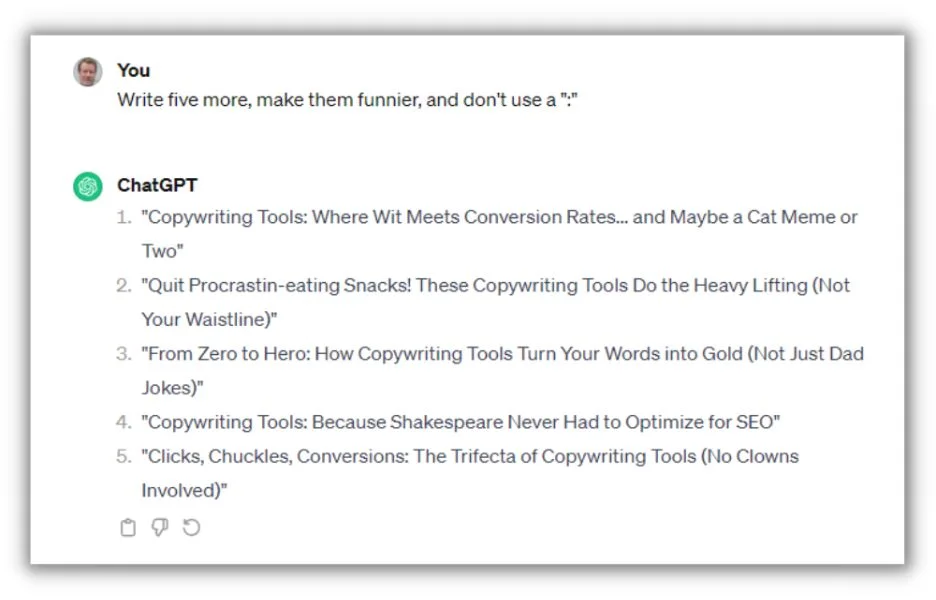 You
Write five more, make them funnier, and don't use a ":"
ChatGPT
1. "Copywriting Tools: Where Wit Meets Conversion Rates... and Maybe a Cat Meme or
Two"
2. "Quit Procrastin-eating Snacks! These Copywriting Tools Do the Heavy Lifting (Not
Your Waistline)"
3. "From Zero to Hero: How Copywriting Tools Turn Your Words into Gold (Not Just Dad
Jokes)"
4. "Copywriting Tools: Because Shakespeare Never Had to Optimize for SEO"
5. "Clicks, Chuckles, Conversions: The Trifecta of Copywriting Tools (No Clowns
Involved)"